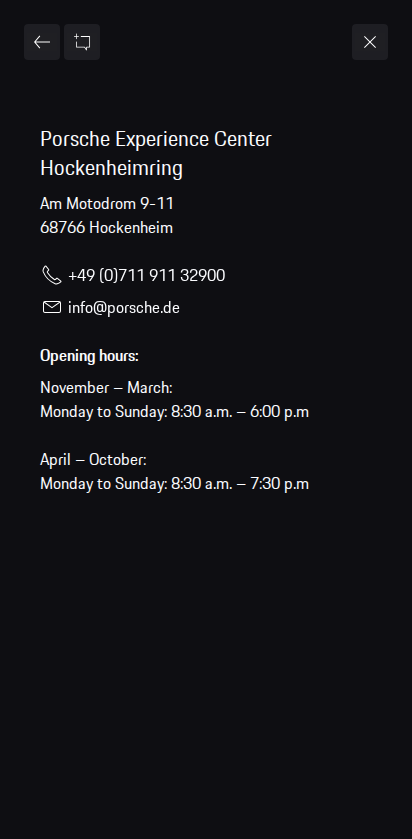 Porsche Experience Center
Hockenheimring
Am Motodrom 9-11
68766 Hockenheim
+49 (0)711 911 32900
info@porsche.de
Opening hours:
November – March:
Monday to Sunday: 8:30 a.m. – 6:00 p.m
April – October:
Monday to Sunday: 8:30 a.m. – 7:30 p.m